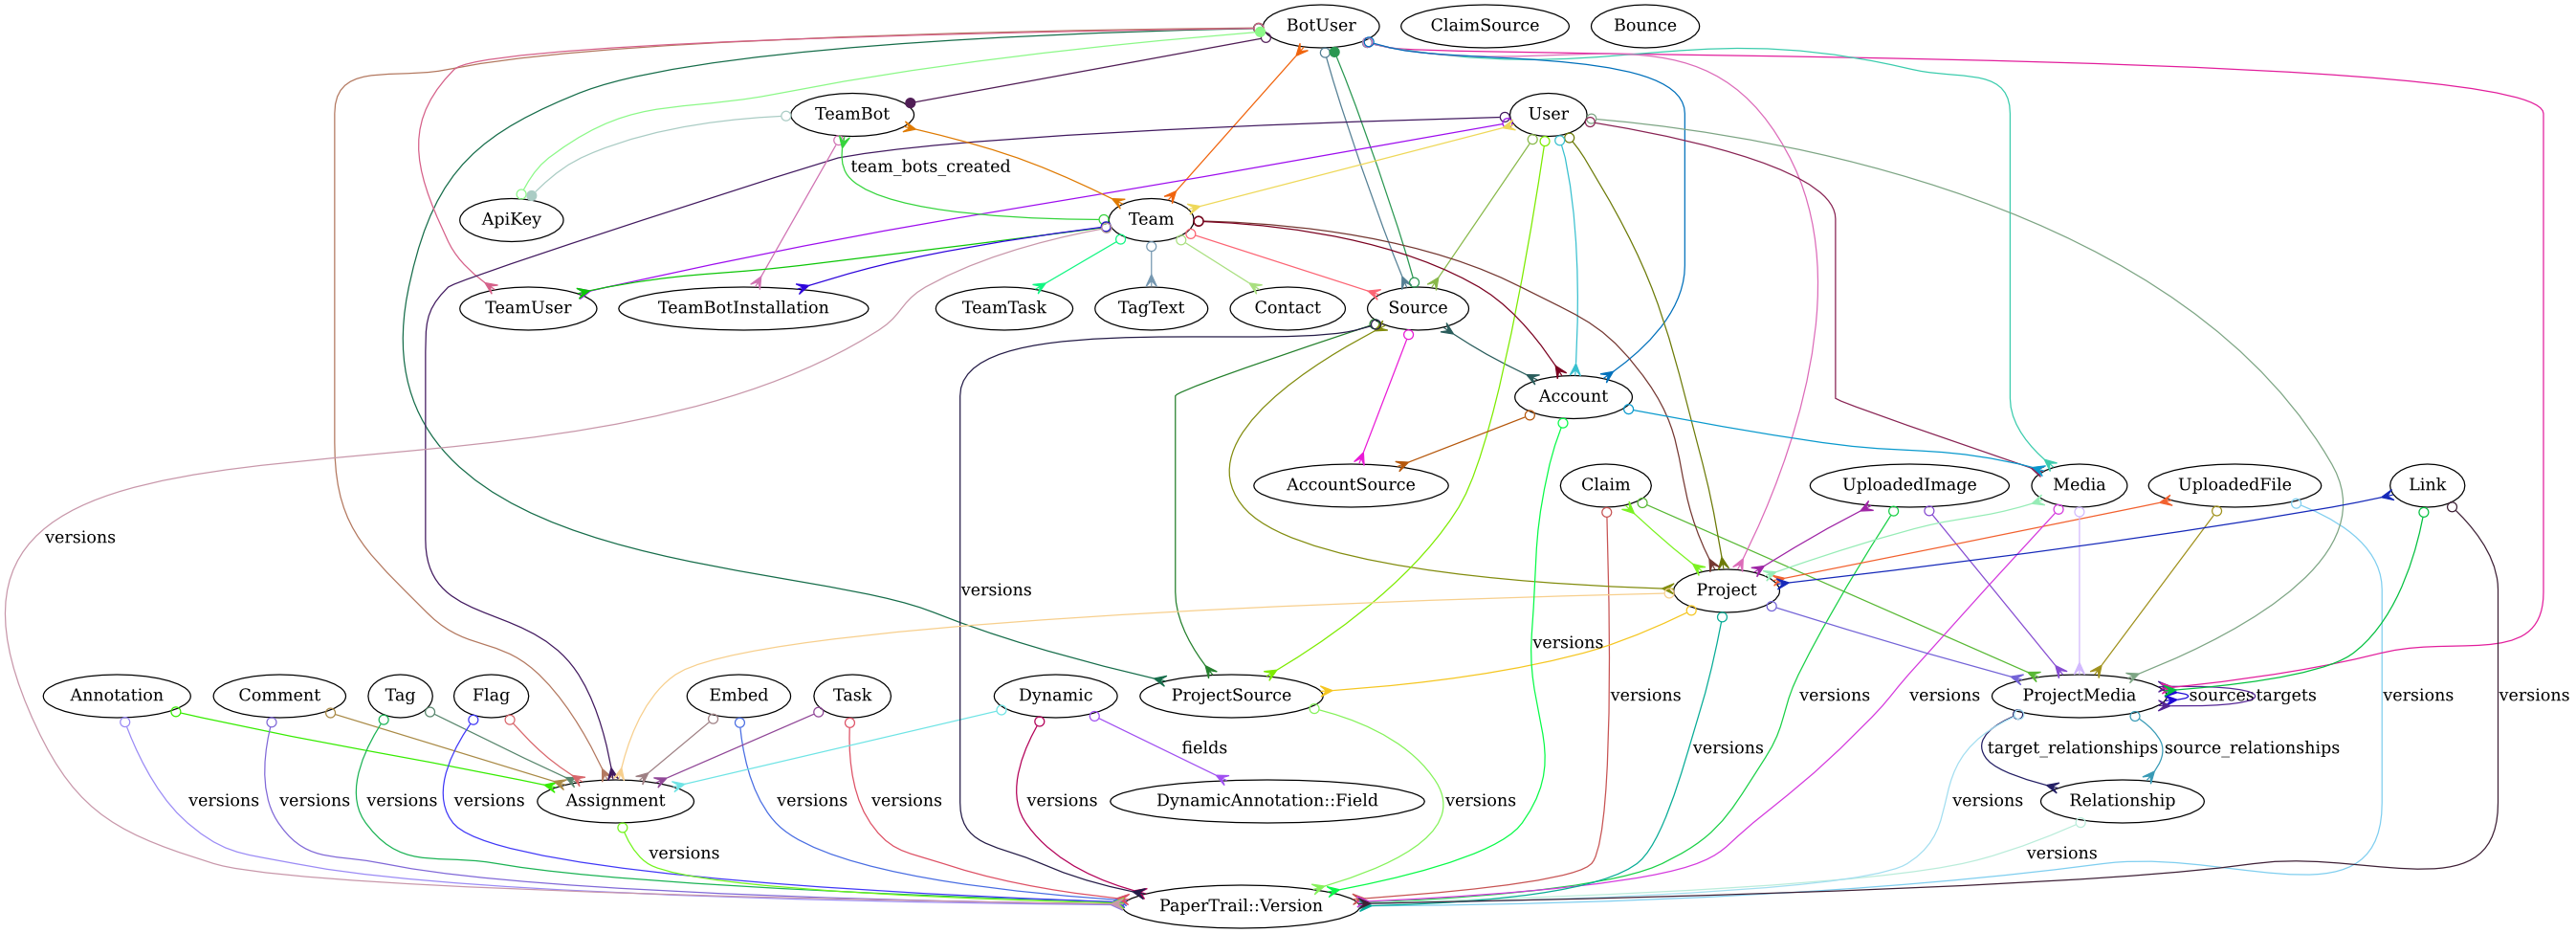 BotUser
ClaimSource
Bounce
TeamBot
User
team_bots_created
ApiKey
Team
TeamUser
TeamBotInstallation
TeamTask
TagText
Contact
Source
Account
AccountSource
Claim
UploadedImage
Media
UploadedFile
Link
versions
versions
Project
versions
Annotation
Comment
Tag
Flag
Embed
Task
Dynamic
ProjectSource
versions
versions
versions
ProjectMedia
sources
targets
versions
versions
versions
fields
target_relationships
source_relationships
versions
versions
versions
versions
Assignment
versions
versions
versions
DynamicAnnotation::Field
versions
versions
Relationship
versions
versions
PaperTrail::Version